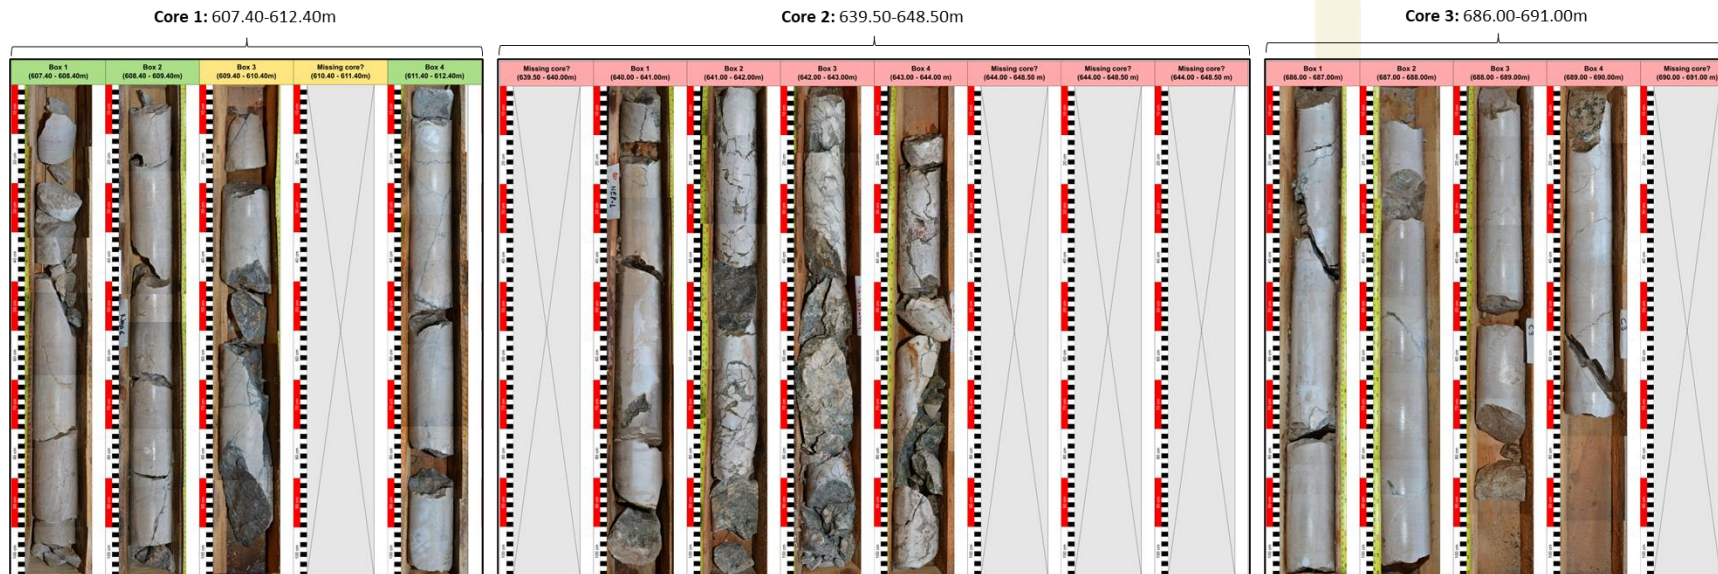 Core 1: 607.40-612.40m
Core 2: 639.50-648.50m
Core 3: 686.00-691.00m
Box 1
(607.40 - 608.40m)
Box 2
(608.40 - 609.40m)
Box 3
(609.40 - 610.40m)
Missing core?
(610.40 - 611.40m)
Box 4
(611.40 - 612.40m)
Missing core?
(639.50 - 640.00m)
Box 1
(640.00 - 641.00m)
Box 2
(641.00 - 642.00m)
Box 3
(642.00 - 643.00m)
Box 4
(643.00 - 644.00 m)
Missing core?
(644.00 - 648.50 m)
Missing core?
(644.00 - 648.50 m)
Missing core?
(644.00 - 648.50 m)
Box 1
(686.00 - 687.00m)
Box 2
(687.00 - 688.00m)
Box 3
(688.00 - 689.00m)
Box 4
(689.00 - 690.00m)
Missing core?
(690.00 - 691.00 m)